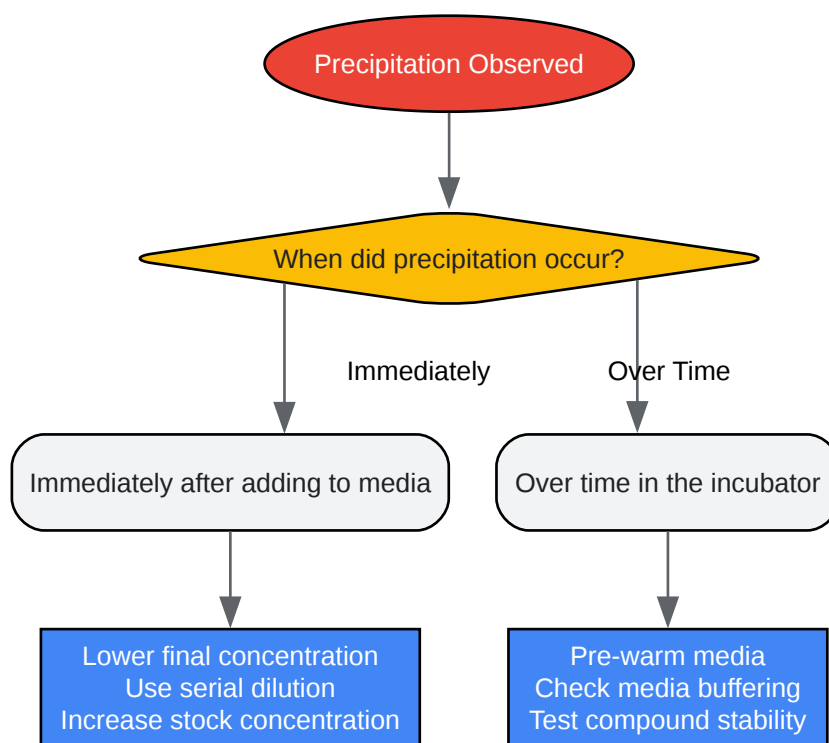 Precipitation Observed
When did precipitation occur?
Immediately
Over Time
Immediately after adding to media
Over time in the incubator
Lower final concentration
Use serial dilution
Increase stock concentration
Pre-warm media
Check media buffering
Test compound stability